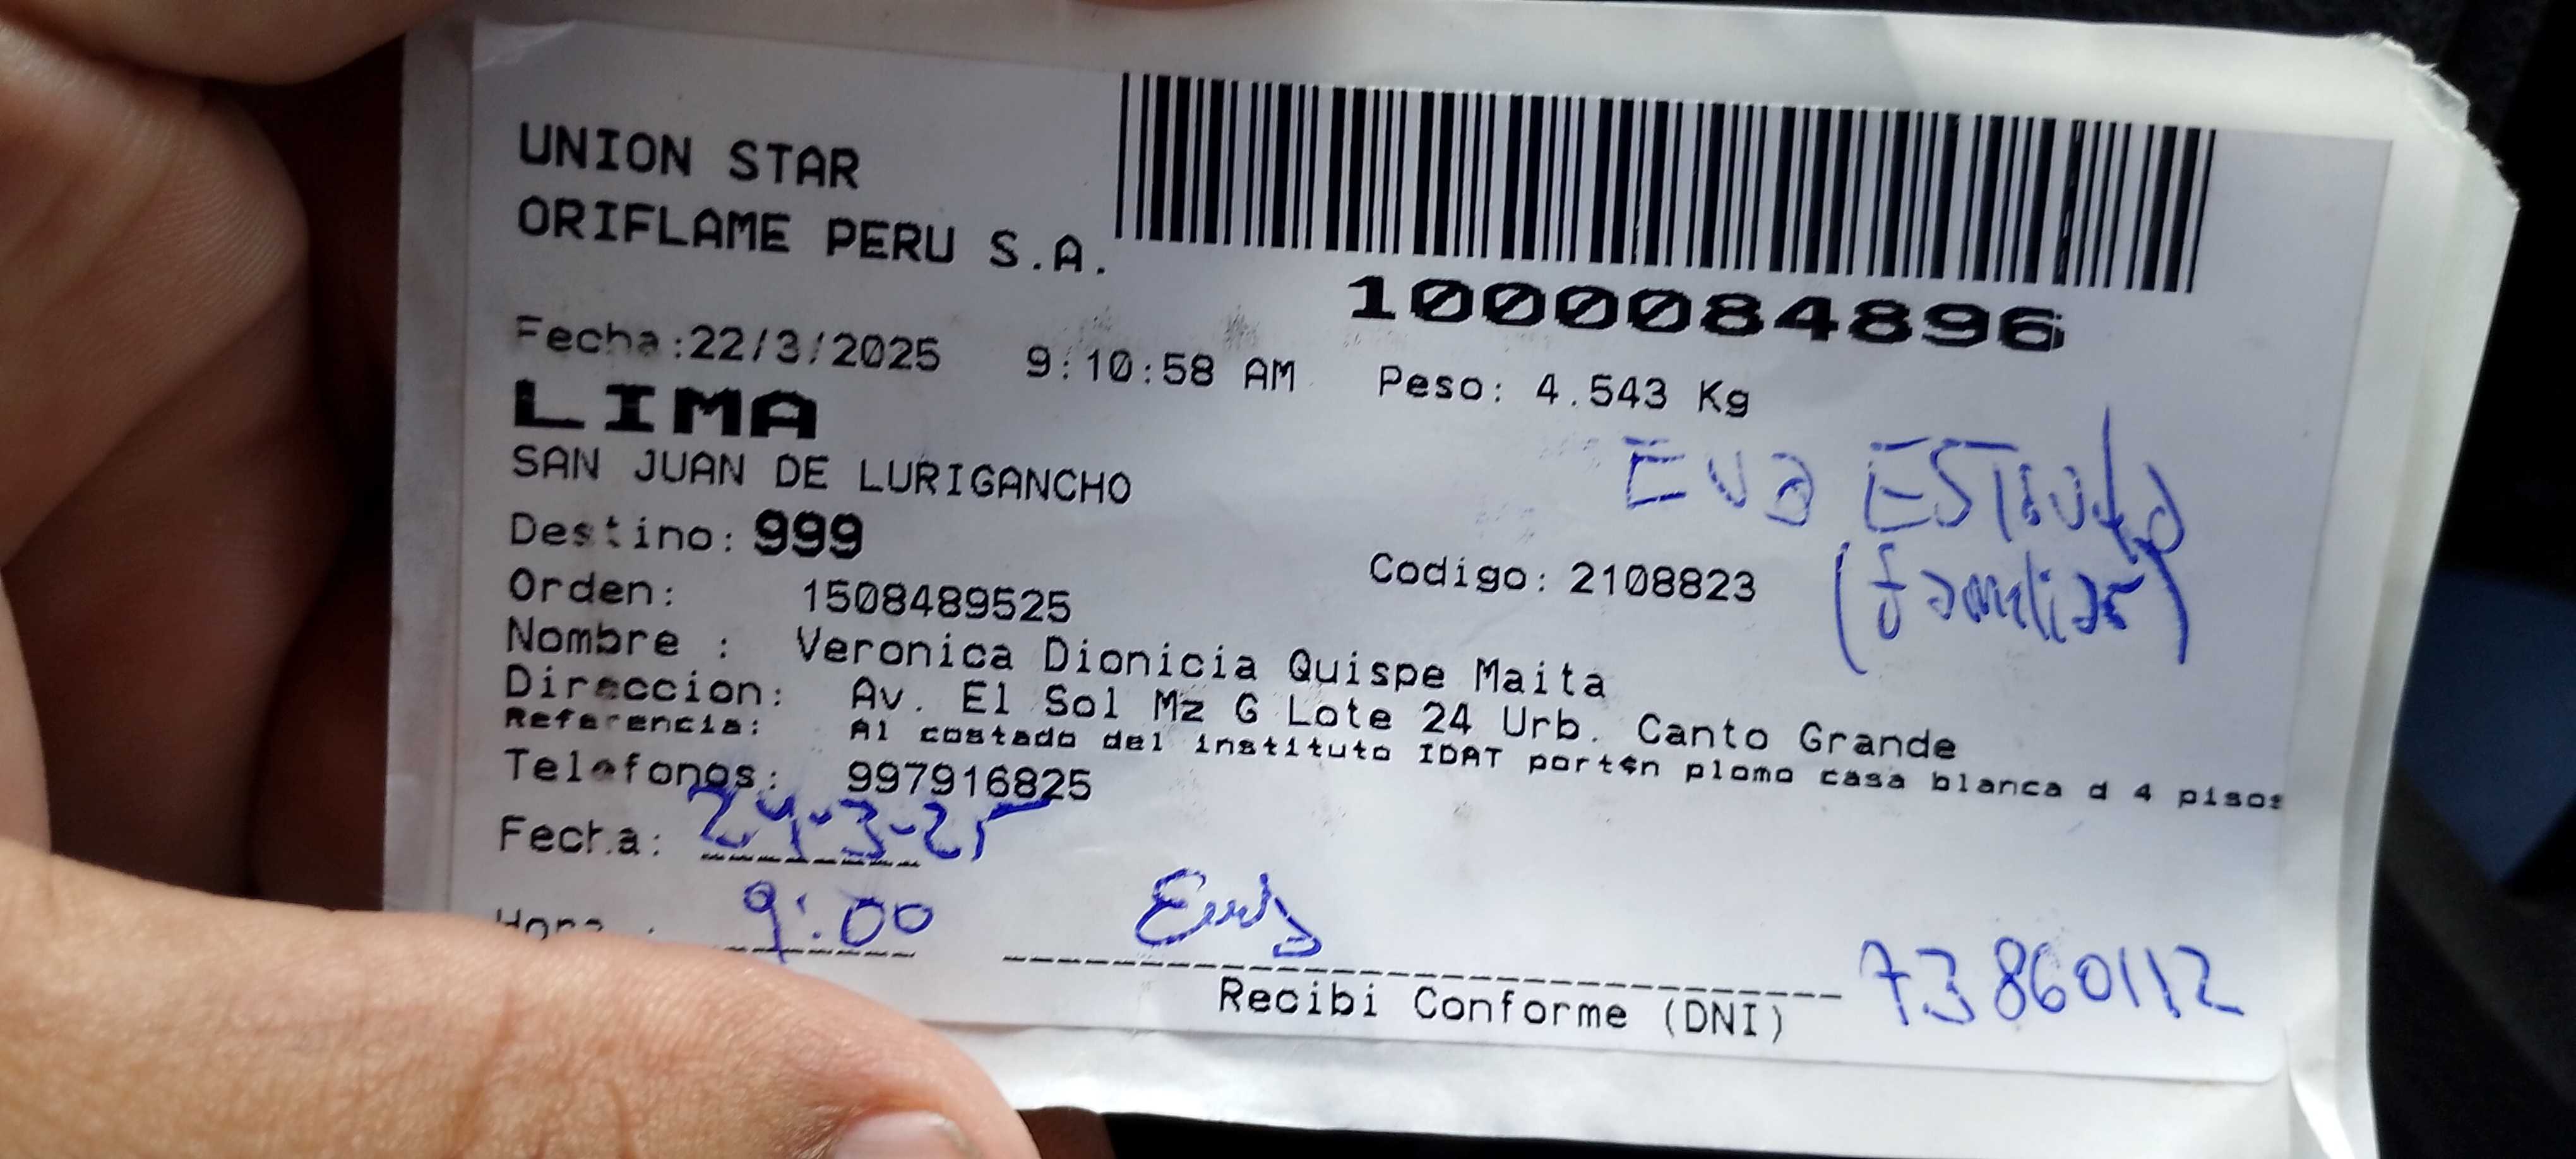 UNION STAR
ORIFLAME PERU S.A.
1000084896
Fecha:22/3/2025 9:10:58 AM Peso: 4.543 Kg
LIMA
SAN JUAN DE LURIGANCHO
Eva
(familiar)
Destino: 999
Codigo: 2108823
Orden: 1508489525
Nombre : Veronica Dionicia Quispe Maita
Direccion: Av. El Sol Mz G Lote 24 Urb. Canto Grande
Referencia: Al costado del instituto IDAT portén plomo casa blanca d 4 pisos
Telefonos: 997916825
Fecha: 24-3-25
Hora : 9:00
73860112
Recibi Conforme (DNI)